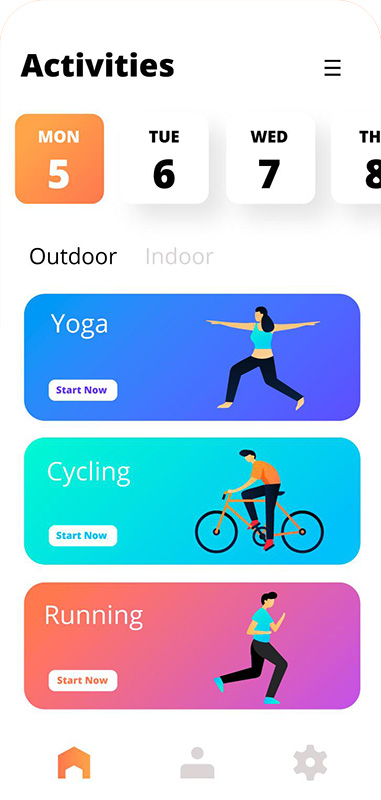 Activities
MON TUE WED TH
5 6 7 8
Outdoor Indoor
Yoga
Start Now
Cycling
Start Now
Running
Start Now